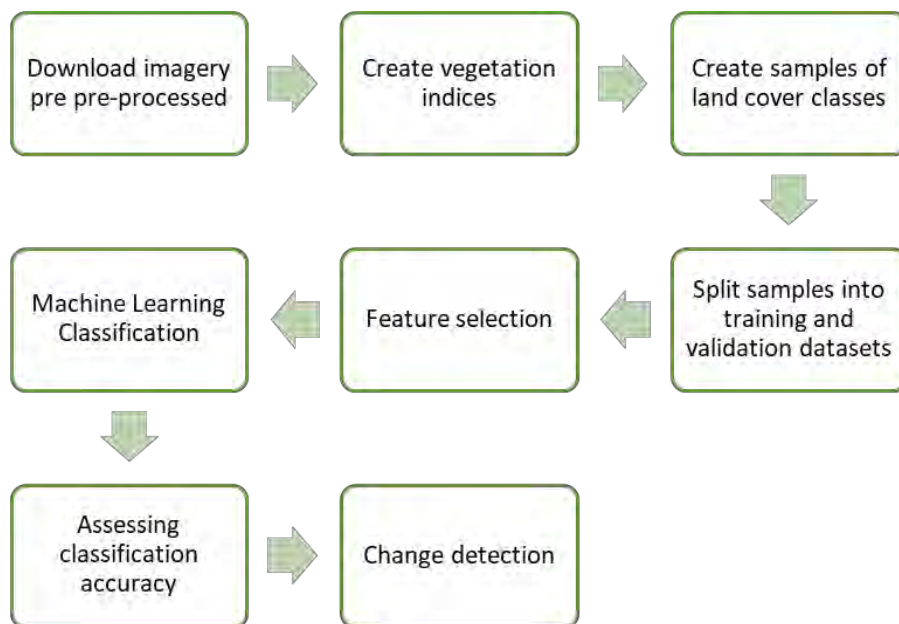 Download imagery
pre pre-processed
Create vegetation
indices
Create samples of
land cover classes
Split samples into
training and
validation datasets
Feature selection
Machine Learning
Classification
Assessing
classification
accuracy
Change detection